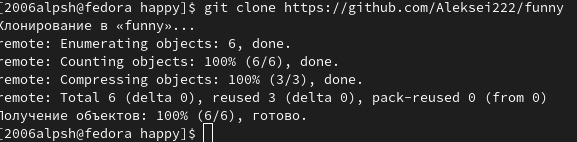 [2006alpsh@fedora happy]$ git clone https://github.com/Aleksei222/funny
Клонирование в «funny»...
remote: Enumerating objects: 6, done.
remote: Counting objects: 100% (6/6), done.
remote: Compressing objects: 100% (3/3), done.
remote: Total 6 (delta 0), reused 3 (delta 0), pack-reused 0 (from 0)
Получение объектов: 100% (6/6), готово.
[2006alpsh@fedora happy]$